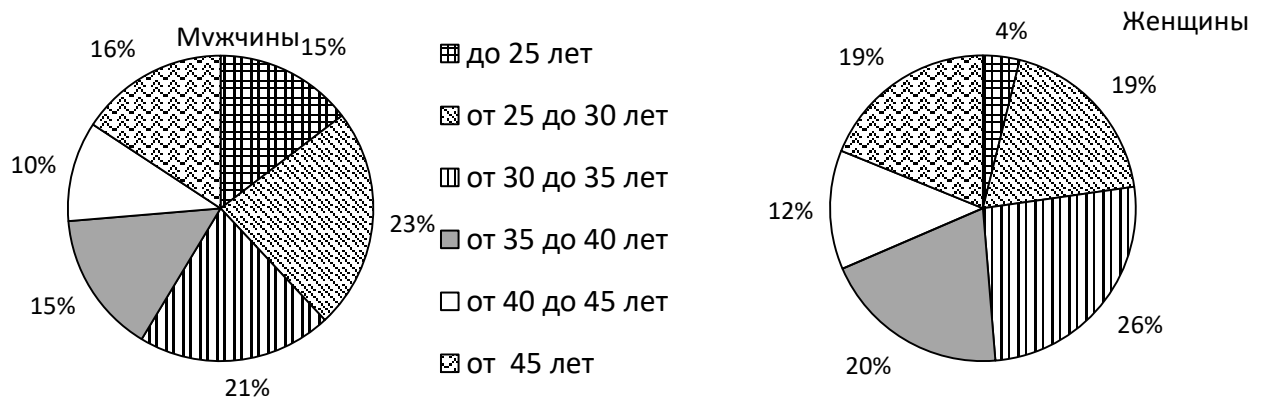 Мужчины
16%
15%
10%
23%
15%
21%
до 25 лет
от 25 до 30 лет
от 30 до 35 лет
от 35 до 40 лет
от 40 до 45 лет
от 45 лет
Женщины
4%
19%
19%
12%
26%
20%